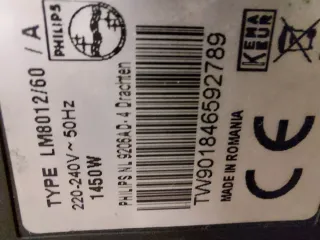 PHILIPS
TYPE LM8012/60 /A
220-240V ~ 50Hz
1450W
PHILIPS NL 9206AD-4 Drachten
TW901846592789
MADE IN ROMANIA
KEMA
KEUR
CE